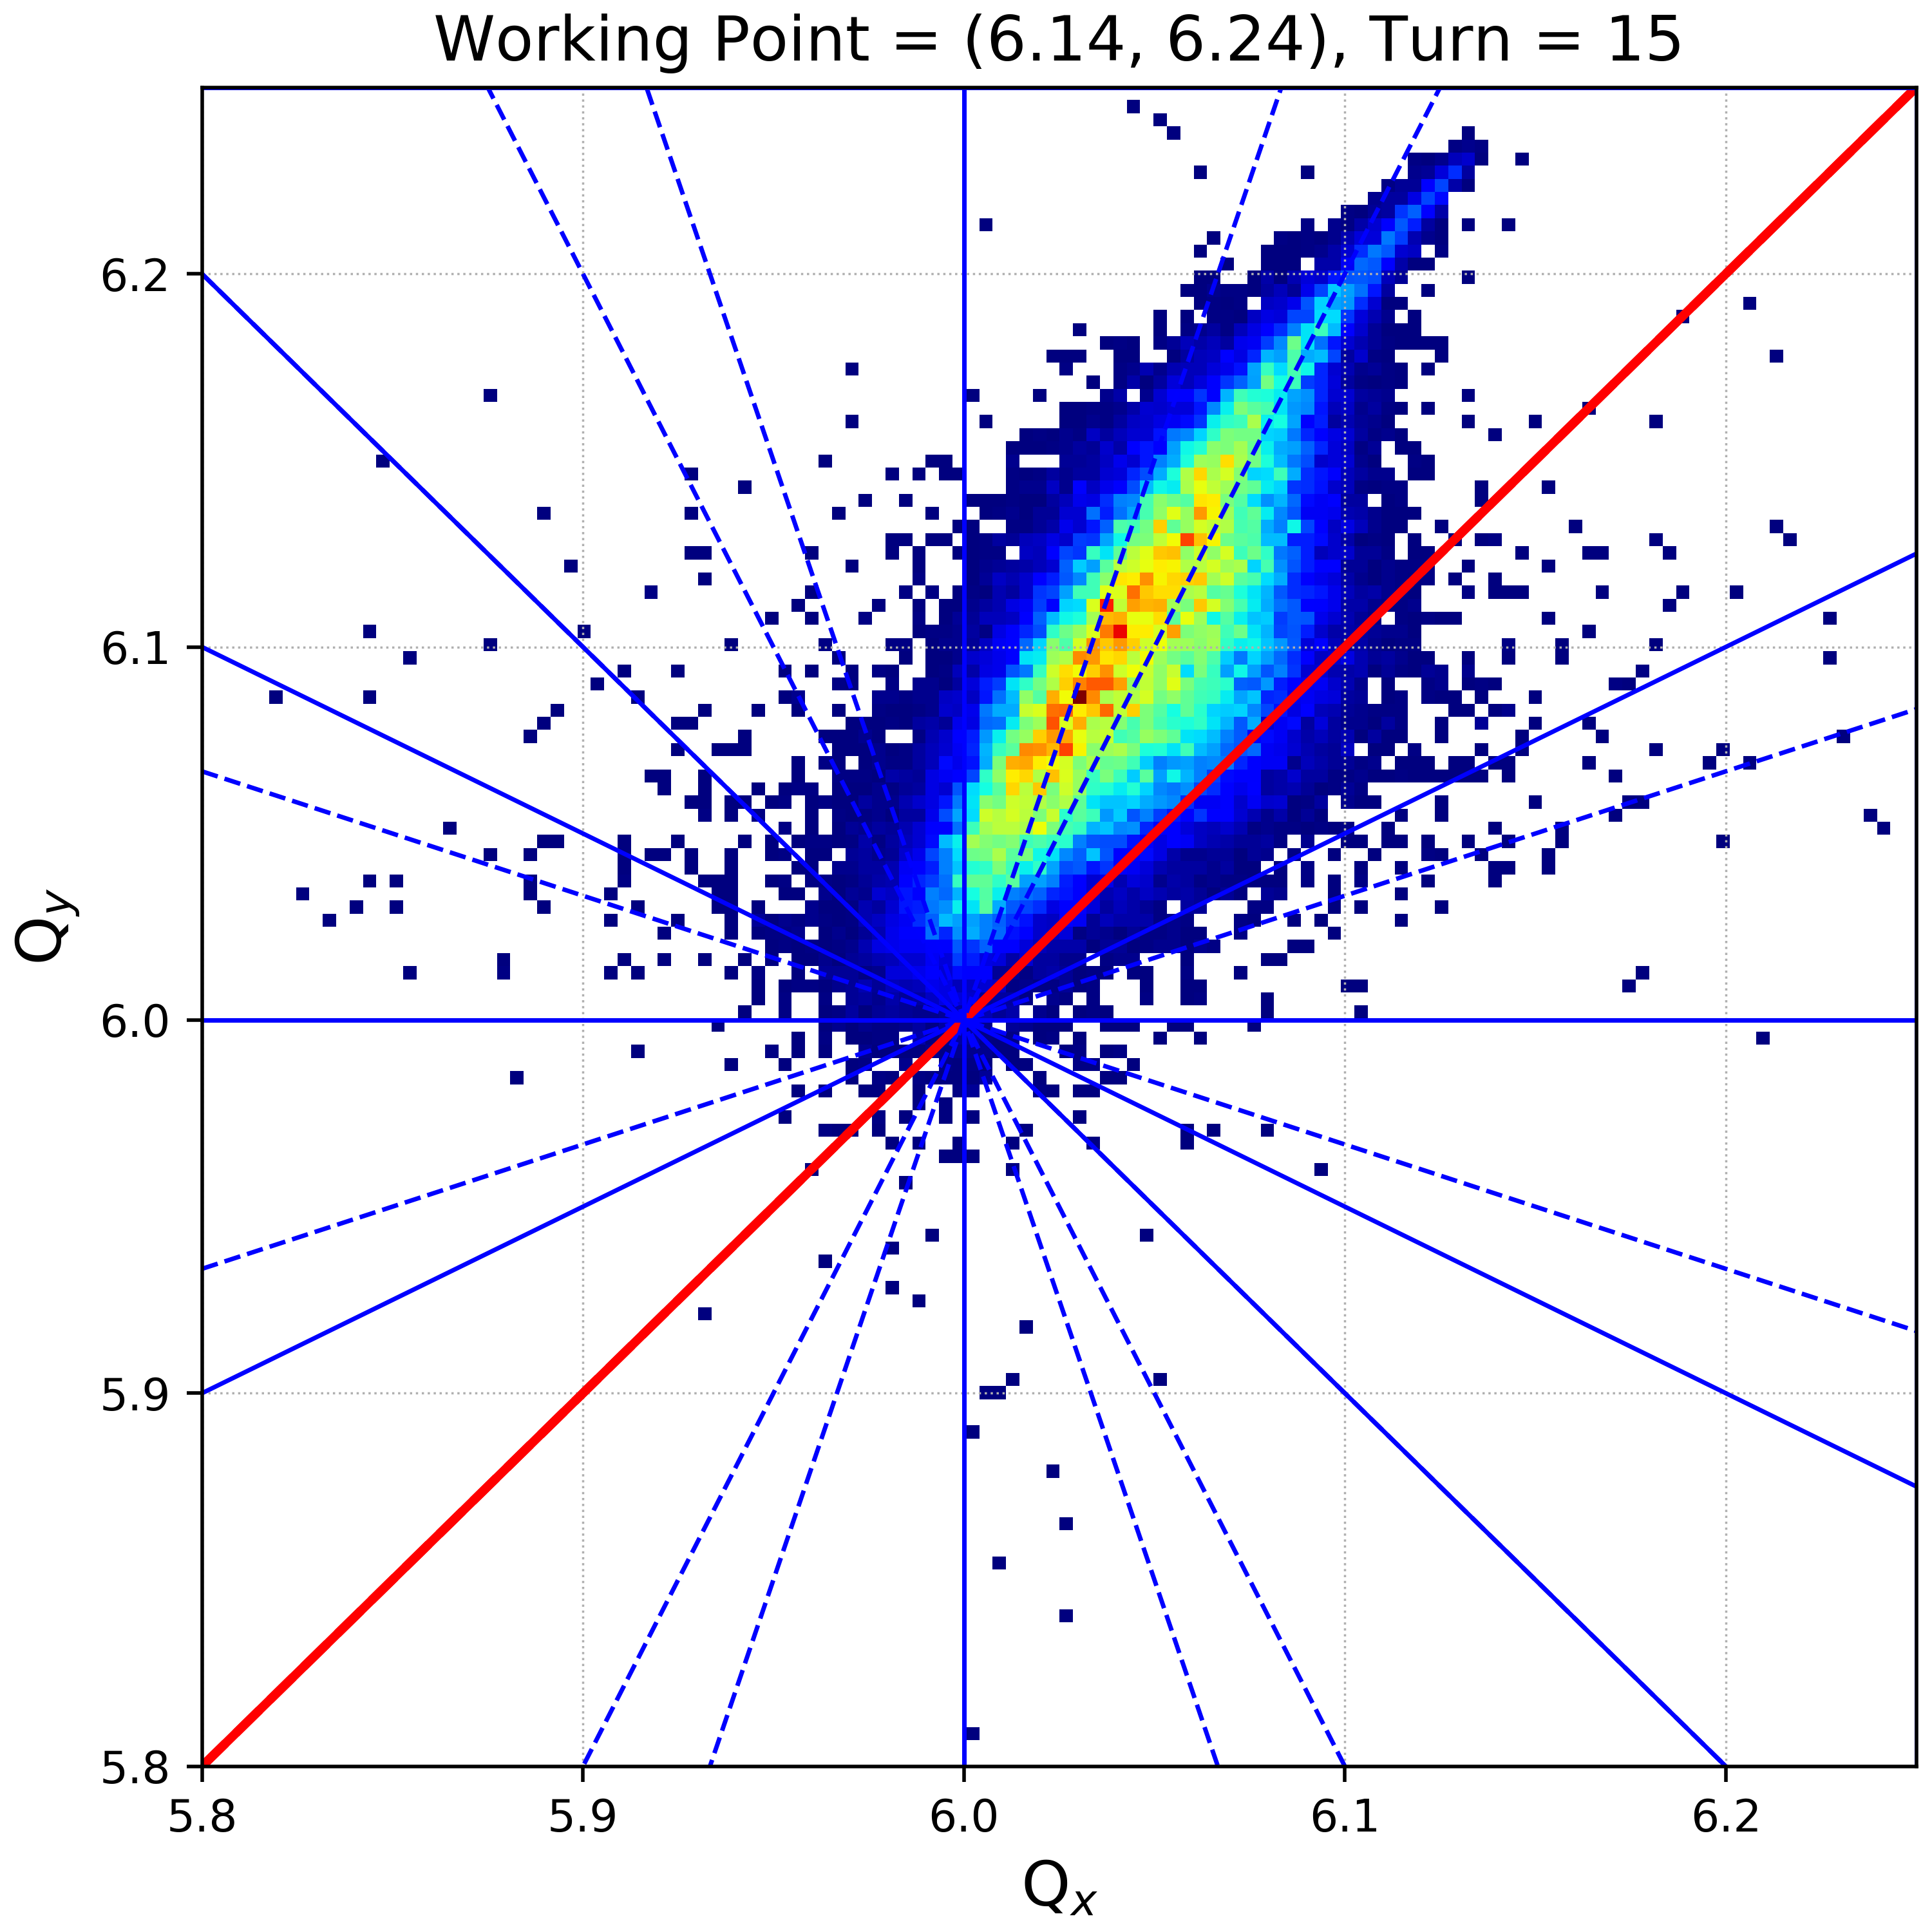 Working Point = (6.14, 6.24), Turn = 15
6.2
6.1
6.0
5.9
5.8
Qy
5.8 5.9 6.0 6.1 6.2
Qx